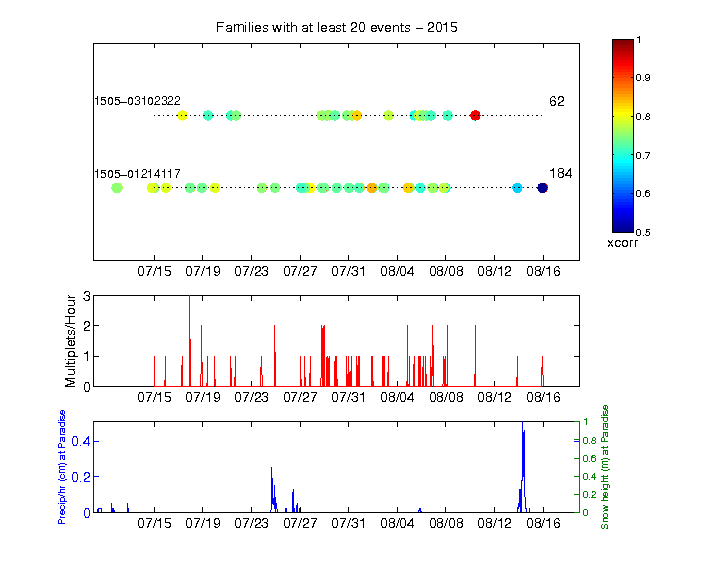 Families with at least 20 events – 2015
1505–03102322
62
1505–01214117
184
07/15 07/19 07/23 07/27 07/31 08/04 08/08 08/12 08/16
1
0.9
0.8
0.7
0.6
0.5
xcorr
Multiplets/Hour
3
2
1
0
07/15 07/19 07/23 07/27 07/31 08/04 08/08 08/12 08/16
Precip/hr (cm) at Paradise
0.4
0.2
0
07/15 07/19 07/23 07/27 07/31 08/04 08/08 08/12 08/16
1
0.8
0.6
0.4
0.2
0
Snow height (m) at Paradise